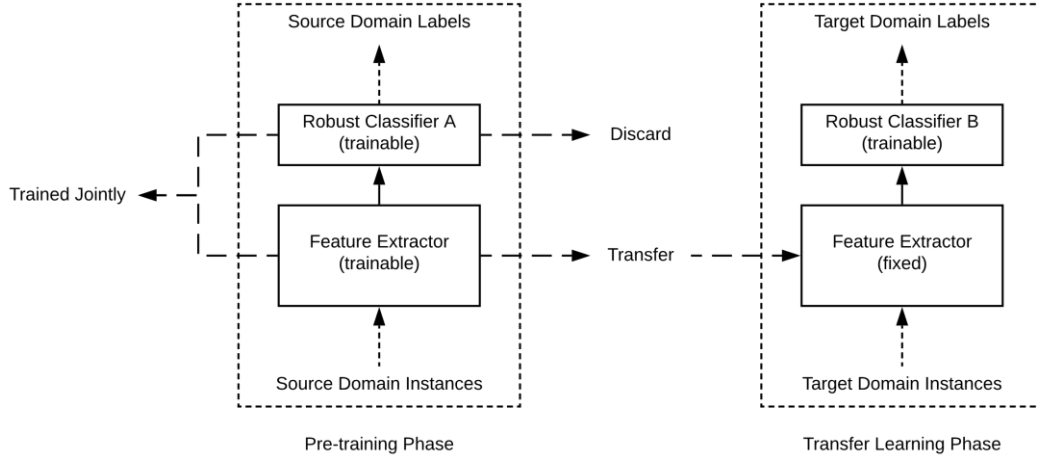 Source Domain Labels
Target Domain Labels
Robust Classifier A
(trainable)
Discard
Robust Classifier B
(trainable)
Trained Jointly
Feature Extractor
(trainable)
Transfer
Feature Extractor
(fixed)
Source Domain Instances
Target Domain Instances
Pre-training Phase
Transfer Learning Phase